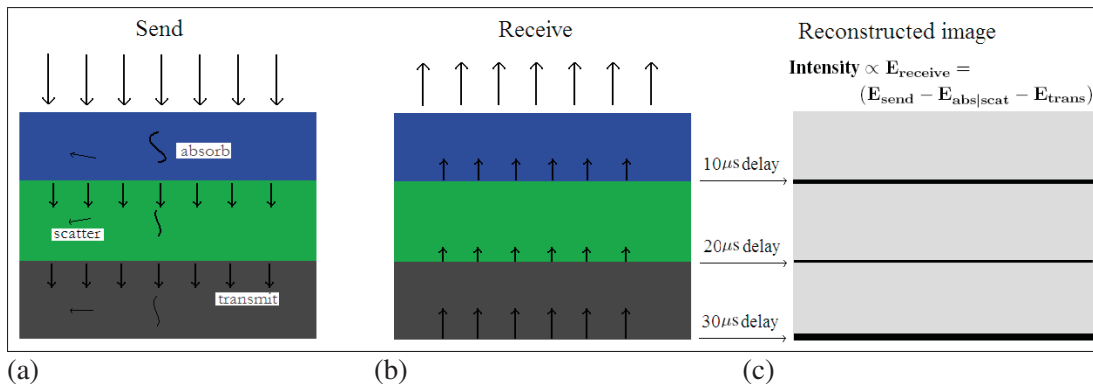 Send
absorb
scatter
transmit
(a)
Receive
(b)
Reconstructed image
Intensity ∝ E_receive =
(E_send − E_abs|scat − E_trans)
10μs delay
20μs delay
30μs delay
(c)